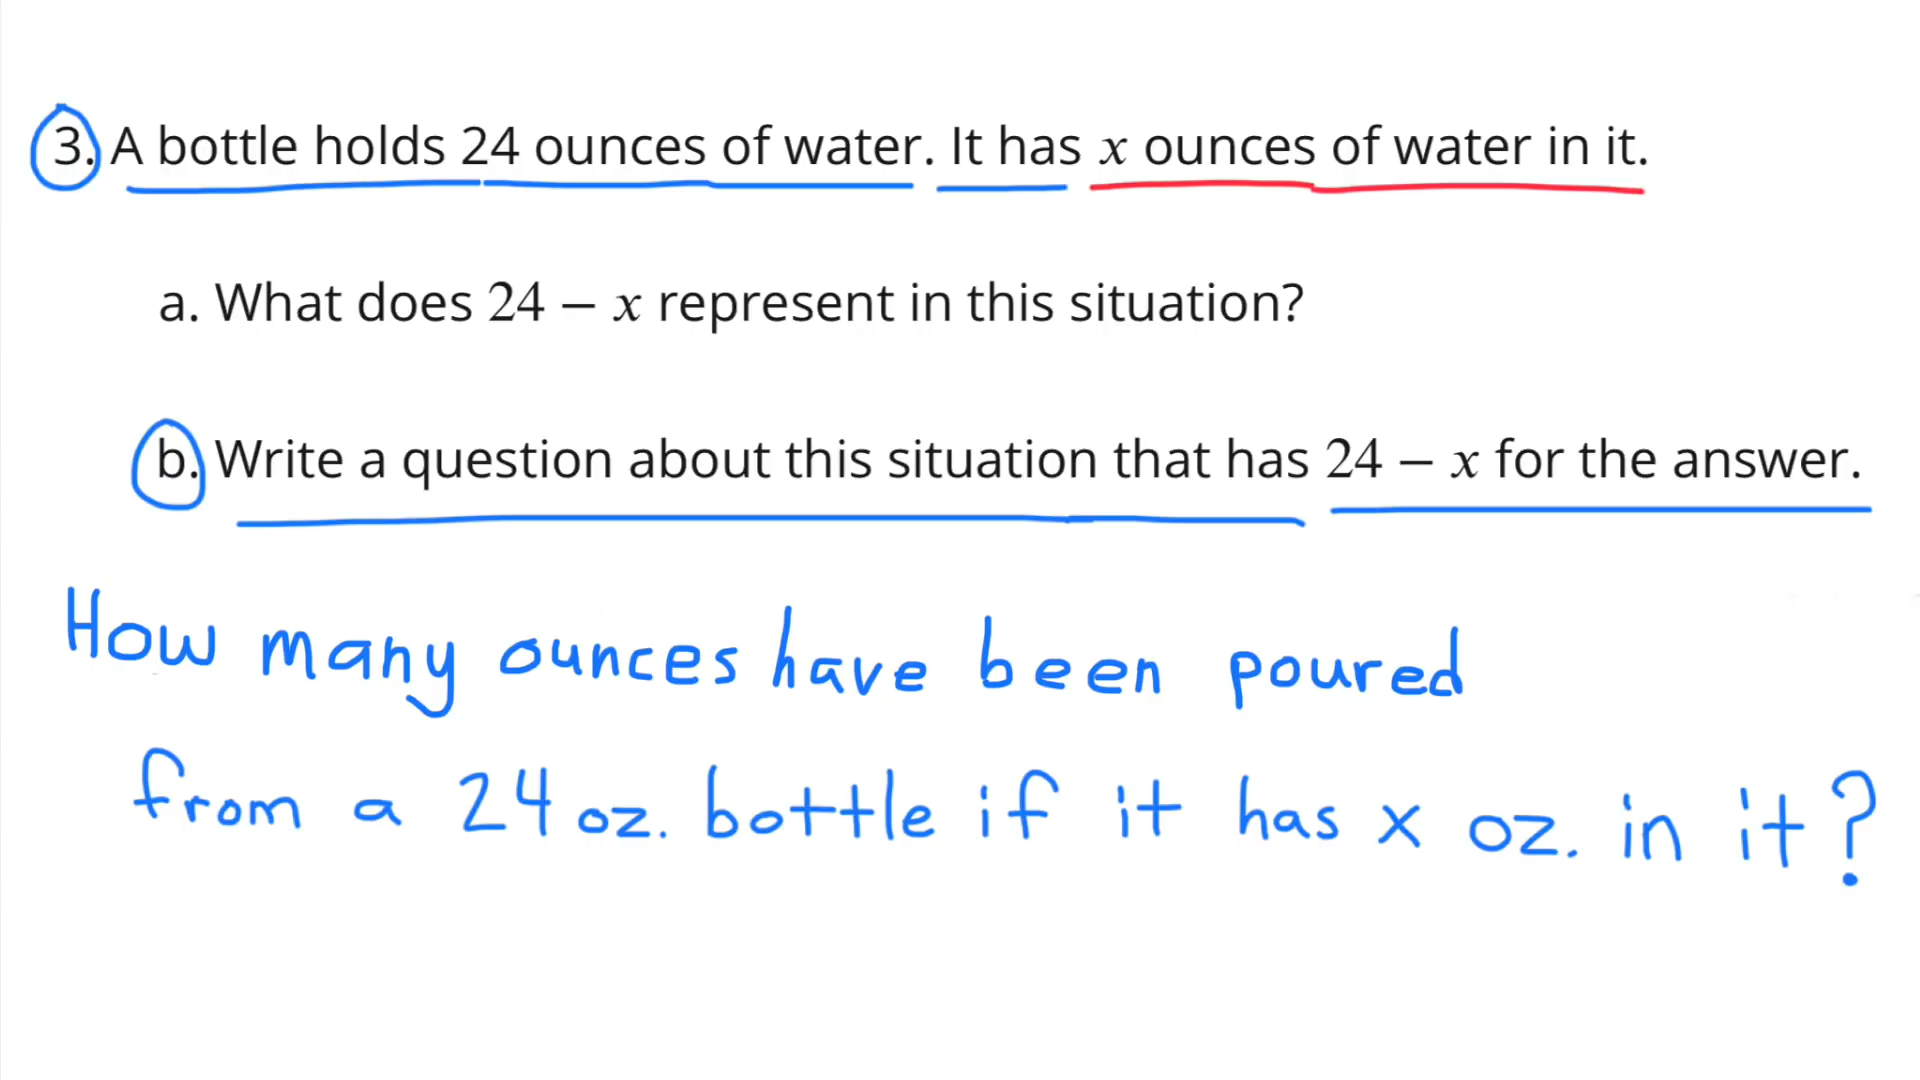 3. A bottle holds 24 ounces of water. It has x ounces of water in it.
a. What does 24 − x represent in this situation?
b. Write a question about this situation that has 24 − x for the answer.
How many ounces have been poured
from a 24 oz. bottle if it has x oz. in it?